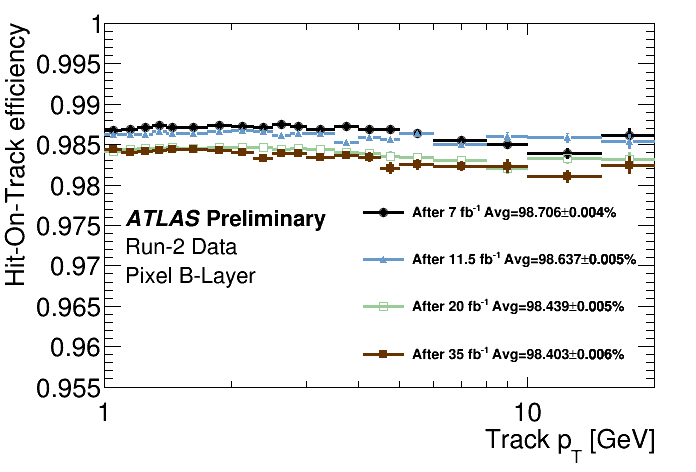 Hit-On-Track efficiency
1
0.995
0.99
0.985
0.98
0.975
0.97
0.965
0.96
0.955
ATLAS Preliminary
Run-2 Data
Pixel B-Layer
After 7 fb⁻¹ Avg=98.706±0.004%
After 11.5 fb⁻¹ Avg=98.637±0.005%
After 20 fb⁻¹ Avg=98.439±0.005%
After 35 fb⁻¹ Avg=98.403±0.006%
1 10
Track p_T [GeV]